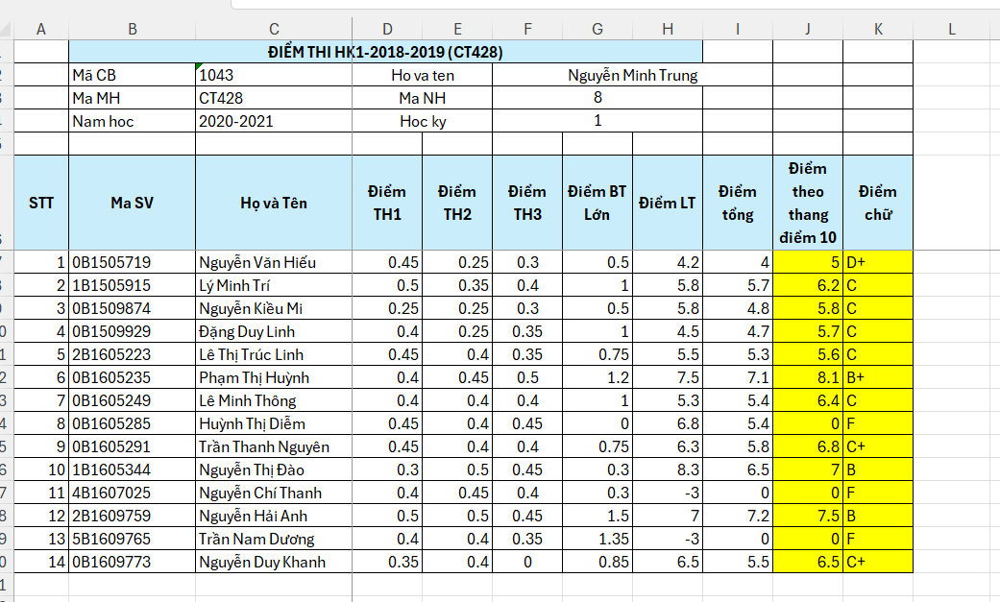 A B C D E F G H I J K L
ĐIỂM THI HK1-2018-2019 (CT428)
Mã CB 1043 Ho va ten Nguyễn Minh Trung
Ma MH CT428 Ma NH 8
Nam hoc 2020-2021 Hoc ky 1
STT Ma SV Họ và Tên Điểm TH1 Điểm TH2 Điểm TH3 Điểm BT Lớn Điểm LT Điểm tổng Điểm theo thang điểm 10 Điểm chữ
1 0B1505719 Nguyễn Văn Hiếu 0.45 0.25 0.3 0.5 4.2 4 5 D+
2 1B1505915 Lý Minh Trí 0.5 0.35 0.4 1 5.8 5.7 6.2 C
3 0B1509874 Nguyễn Kiều Mi 0.25 0.25 0.3 0.5 5.8 4.8 5.8 C
4 0B1509929 Đặng Duy Linh 0.4 0.25 0.35 1 4.5 4.7 5.7 C
5 2B1605223 Lê Thị Trúc Linh 0.45 0.4 0.35 0.75 5.5 5.3 5.6 C
6 0B1605235 Phạm Thị Huỳnh 0.4 0.45 0.5 1.2 7.5 7.1 8.1 B+
7 0B1605249 Lê Minh Thông 0.4 0.4 0.4 1 5.3 5.4 6.4 C
8 0B1605285 Huỳnh Thị Diễm 0.45 0.4 0.45 0 6.8 5.4 0 F
9 0B1605291 Trần Thanh Nguyên 0.45 0.4 0.4 0.75 6.3 5.8 6.8 C+
10 1B1605344 Nguyễn Thị Đào 0.3 0.5 0.45 0.3 8.3 6.5 7 B
11 4B1607025 Nguyễn Chí Thanh 0.4 0.45 0.4 0.3 -3 0 0 F
12 2B1609759 Nguyễn Hải Anh 0.5 0.5 0.45 1.5 7 7.2 7.5 B
13 5B1609765 Trần Nam Dương 0.4 0.4 0.35 1.35 -3 0 0 F
14 0B1609773 Nguyễn Duy Khanh 0.35 0.4 0 0.85 6.5 5.5 6.5 C+